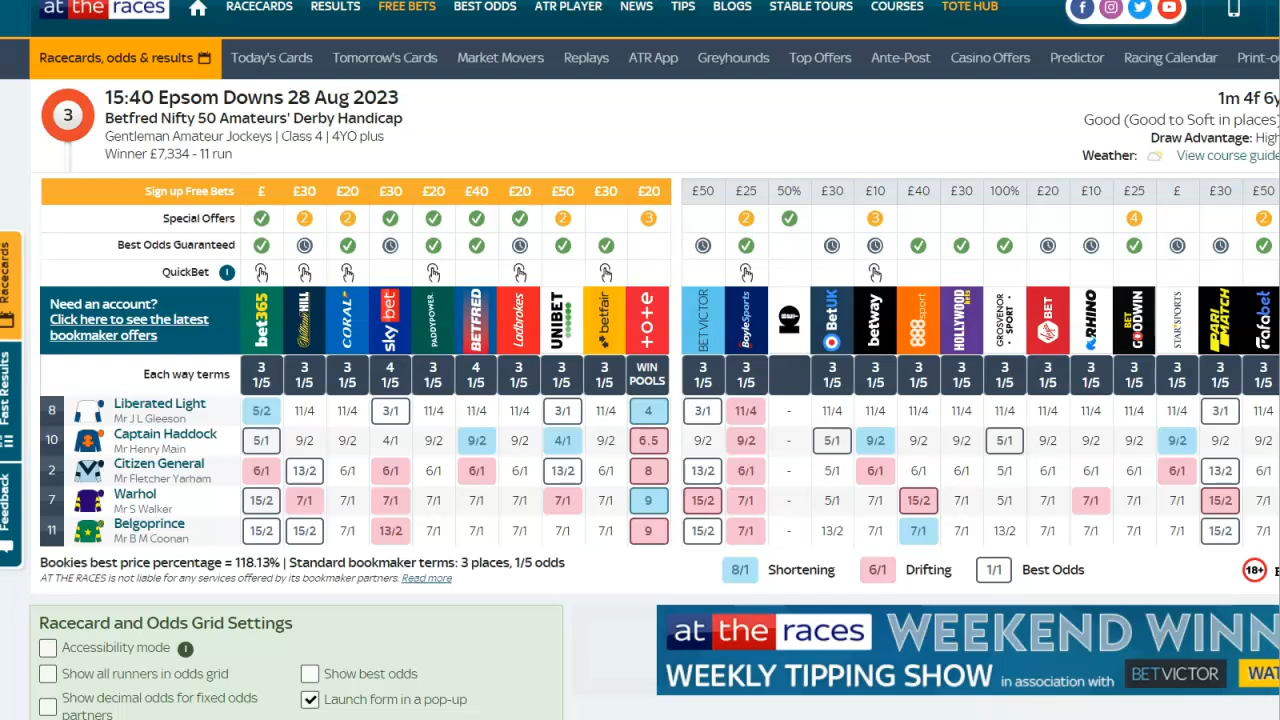 at the races RACECARDS RESULTS FREE BETS BEST ODDS ATR PLAYER NEWS TIPS BLOGS STABLE TOURS COURSES TOTE HUB
Racecards, odds & results Today's Cards Tomorrow's Cards Market Movers Replays ATR App Greyhounds Top Offers Ante-Post Casino Offers Predictor Racing Calendar Print-o
3 15:40 Epsom Downs 28 Aug 2023 1m 4f 6y
Betfred Nifty 50 Amateurs' Derby Handicap Good (Good to Soft in places)
Gentleman Amateur Jockeys | Class 4 | 4YO plus Draw Advantage: High
Winner £7,334 - 11 run Weather: View course guide
Sign up Free Bets £ £30 £20 £30 £20 £40 £20 £50 £30 £20 £50 £25 50% £30 £10 £40 £30 100% £20 £10 £25 £ £30 £50
Special Offers 2 2 2 3 2 3 4 2
Best Odds Guaranteed
QuickBet
Need an account?
Click here to see the latest
bookmaker offers
bet365 William HILL CORAL sky bet PADDYPOWER BETFRED Ladbrokes UNIBET betfair tote BETVICTOR BoyleSports BetUK betway 888sport HOLLYWOOD BETS GROSVENOR SPORT Virgin BET RHINO BET GOODWIN STARSPORTS PARIMATCH Fafabet
Each way terms 3 3 3 4 3 4 3 3 3 WIN POOLS 3 3 3 3 3 3 3 3 3 3 3 3 3
1/5 1/5 1/5 1/5 1/5 1/5 1/5 1/5 1/5 1/5 1/5 1/5 1/5 1/5 1/5 1/5 1/5 1/5 1/5 1/5 1/5 1/5
8 Liberated Light 5/2 11/4 11/4 3/1 11/4 11/4 11/4 3/1 11/4 4 3/1 11/4 - 11/4 11/4 11/4 11/4 11/4 11/4 11/4 11/4 11/4 3/1 11/4
Mr J L Gleeson
10 Captain Haddock 5/1 9/2 9/2 4/1 9/2 9/2 9/2 4/1 9/2 6.5 9/2 9/2 - 5/1 9/2 9/2 9/2 5/1 9/2 9/2 9/2 9/2 9/2 9/2
Mr Henry Main
2 Citizen General 6/1 13/2 6/1 6/1 6/1 6/1 6/1 13/2 6/1 8 13/2 6/1 - 5/1 6/1 6/1 6/1 5/1 6/1 6/1 6/1 6/1 13/2 6/1
Mr Fletcher Yarham
7 Warhol 15/2 7/1 7/1 7/1 7/1 7/1 7/1 7/1 7/1 9 15/2 7/1 - 5/1 7/1 15/2 7/1 5/1 7/1 7/1 7/1 7/1 15/2 7/1
Mr S Walker
11 Belgoprince 15/2 15/2 7/1 13/2 7/1 7/1 7/1 7/1 7/1 9 15/2 7/1 - 13/2 7/1 7/1 7/1 13/2 7/1 7/1 7/1 7/1 15/2 7/1
Mr B M Coonan
Bookies best price percentage = 118.13% | Standard bookmaker terms: 3 places, 1/5 odds 8/1 Shortening 6/1 Drifting 1/1 Best Odds 18+
AT THE RACES is not liable for any services offered by its bookmaker partners. Read more
Racecard and Odds Grid Settings
Accessibility mode
Show all runners in odds grid Show best odds
Show decimal odds for fixed odds partners Launch form in a pop-up
at the races WEEKEND WINN
WEEKLY TIPPING SHOW in association with BETVICTOR WAT
Racecards
Fast Results
Feedback